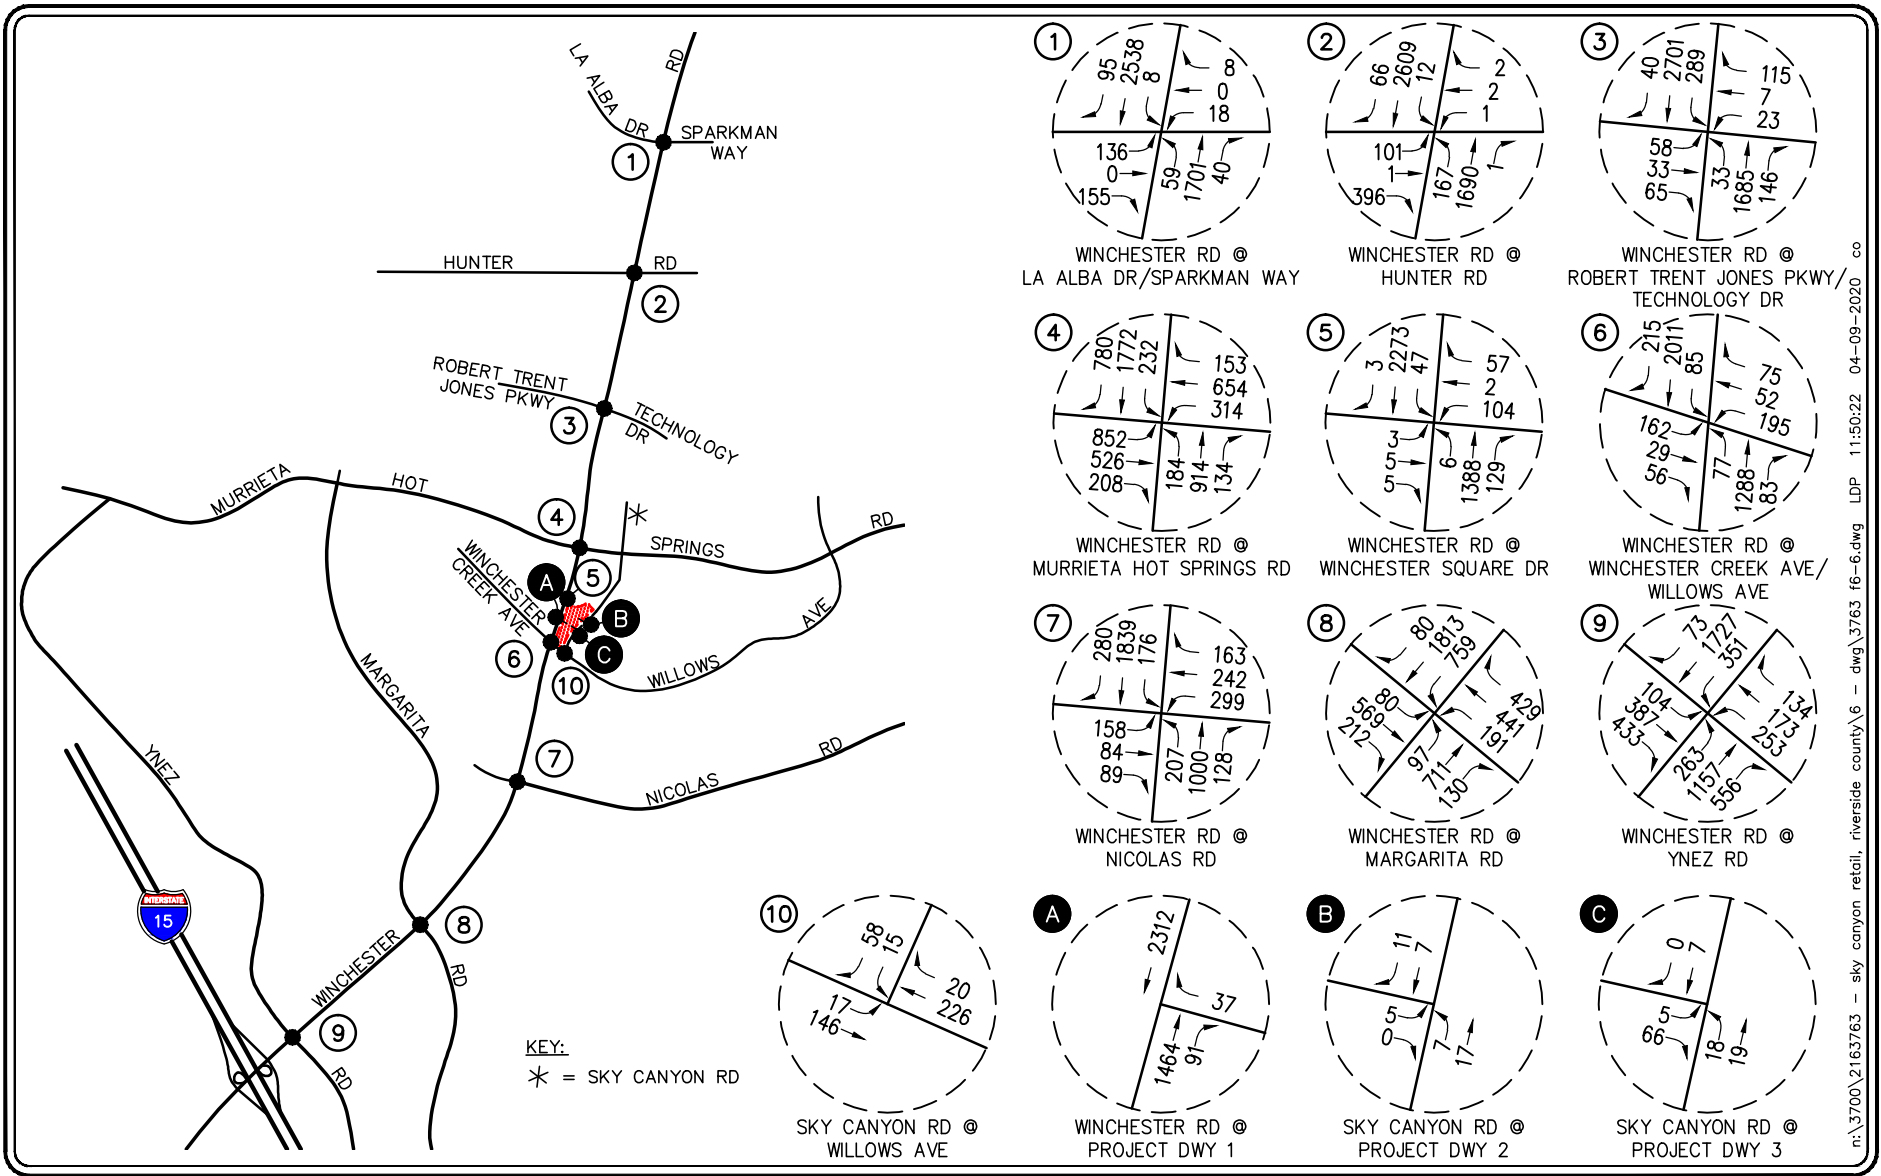 LA ALBA
DR
RD
SPARKMAN
WAY
1
HUNTER
RD
2
ROBERT TRENT
JONES PKWY
TECHNOLOGY
DR
3
MURRIETA
HOT
SPRINGS
RD
4
*
WINCHESTER
CREEK AVE
A
5
B
C
6
10
WILLOWS
AVE
MARGARITA
YNEZ
7
NICOLAS
RD
INTERSTATE
15
WINCHESTER
8
RD
9
RD
KEY:
* = SKY CANYON RD
1
95
2538
8
8
0
18
136
0
155
59
1701
40
WINCHESTER RD @
LA ALBA DR/SPARKMAN WAY
2
66
2609
12
2
2
1
101
1
396
167
1690
1
WINCHESTER RD @
HUNTER RD
3
40
2701
289
115
7
23
58
33
65
33
1685
146
WINCHESTER RD @
ROBERT TRENT JONES PKWY/
TECHNOLOGY DR
4
780
1772
232
153
654
314
852
526
208
184
914
134
WINCHESTER RD @
MURRIETA HOT SPRINGS RD
5
3
2273
47
57
2
104
3
5
5
6
1388
129
WINCHESTER RD @
WINCHESTER SQUARE DR
6
215
2011
85
75
52
195
162
29
56
77
1288
83
WINCHESTER RD @
WINCHESTER CREEK AVE/
WILLOWS AVE
7
280
1839
176
163
242
299
158
84
89
207
1000
128
WINCHESTER RD @
NICOLAS RD
8
80
1813
759
429
441
191
80
569
212
97
711
130
WINCHESTER RD @
MARGARITA RD
9
73
1727
351
134
173
253
104
387
433
263
1157
556
WINCHESTER RD @
YNEZ RD
10
58
15
20
226
17
146
SKY CANYON RD @
WILLOWS AVE
A
2312
37
1464
91
WINCHESTER RD @
PROJECT DWY 1
B
11
7
5
0
7
17
SKY CANYON RD @
PROJECT DWY 2
C
0
7
5
66
18
19
SKY CANYON RD @
PROJECT DWY 3
n:\3700\2163763 - sky canyon retail, riverside county\6 - dwg\3763 f6-6.dwg LDP 11:50:22 04-09-2020 co